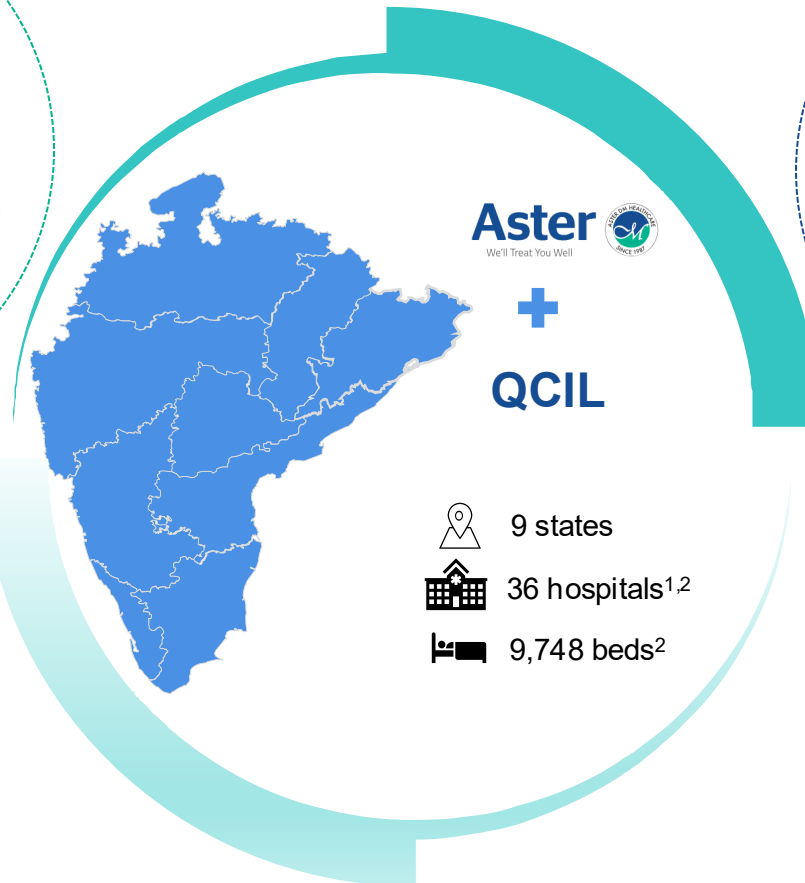 Aster
We'll Treat You Well
ASTER DM HEALTHCARE
SINCE 1987
QCIL
9 states
36 hospitals1,2
9,748 beds2